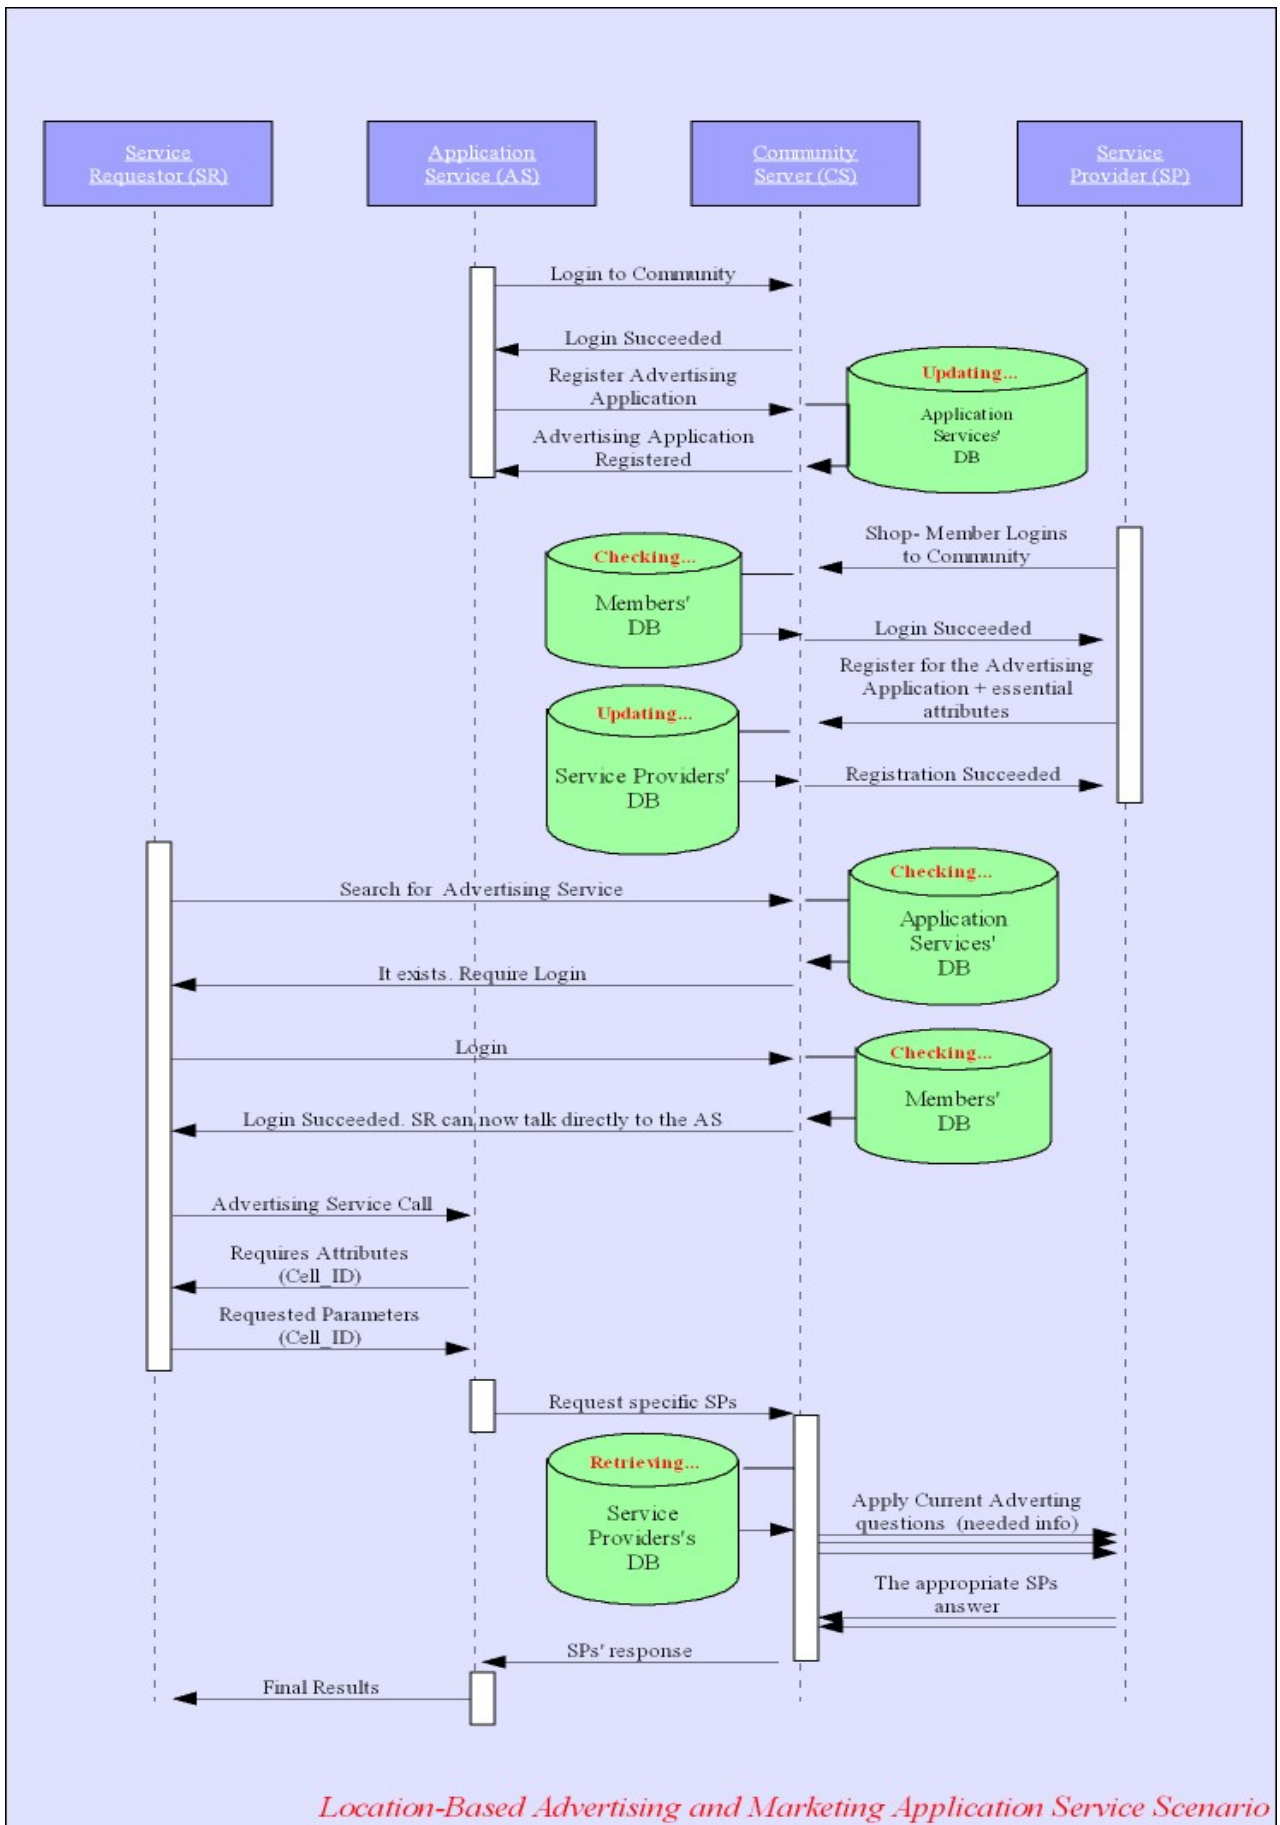 Service
Requestor (SR)
Application
Service (AS)
Community
Server (CS)
Service
Provider (SP)
Login to Community
Login Succeeded
Updating...
Application
Services'
DB
Register Advertising
Application
Advertising Application
Registered
Shop- Member Logins
to Community
Checking...
Members'
DB
Login Succeeded
Register for the Advertising
Application + essential
attributes
Updating...
Service Providers'
DB
Registration Succeeded
Search for Advertising Service
Checking...
Application
Services'
DB
It exists. Require Login
Login
Checking...
Members'
DB
Login Succeeded. SR can now talk directly to the AS
Advertising Service Call
Requires Attributes
(Cell_ID)
Requested Parameters
(Cell_ID)
Request specific SPs
Retrieving...
Service
Providers's
DB
Apply Current Adverting
questions (needed info)
The appropriate SPs
answer
SPs' response
Final Results
Location-Based Advertising and Marketing Application Service Scenario